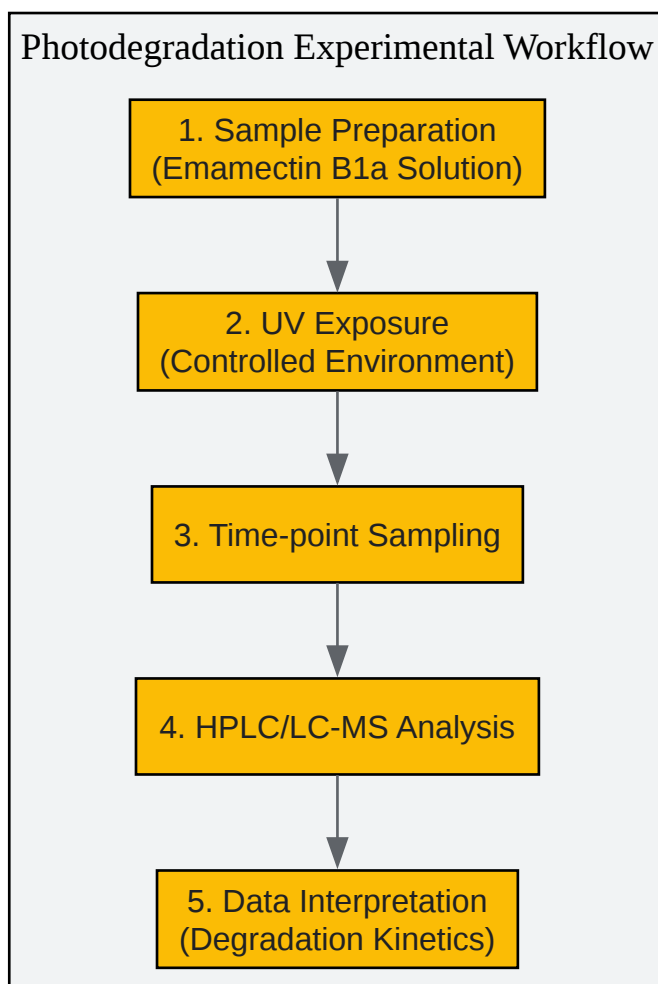 Photodegradation Experimental Workflow
1. Sample Preparation
(Emamectin B1a Solution)
2. UV Exposure
(Controlled Environment)
3. Time-point Sampling
4. HPLC/LC-MS Analysis
5. Data Interpretation
(Degradation Kinetics)